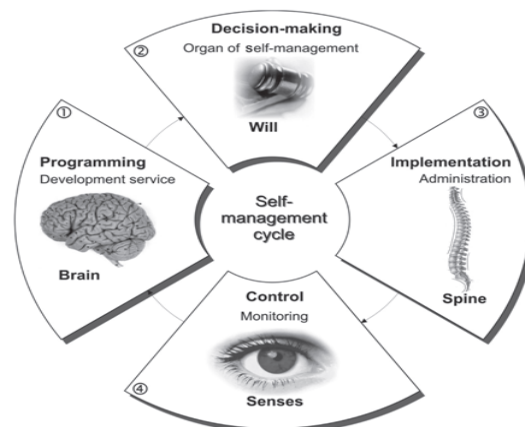 ②
Decision-making
Organ of self-management
Will
①
Programming
Development service
Brain
③
Implementation
Administration
Spine
Self-
management
cycle
Control
Monitoring
④
Senses